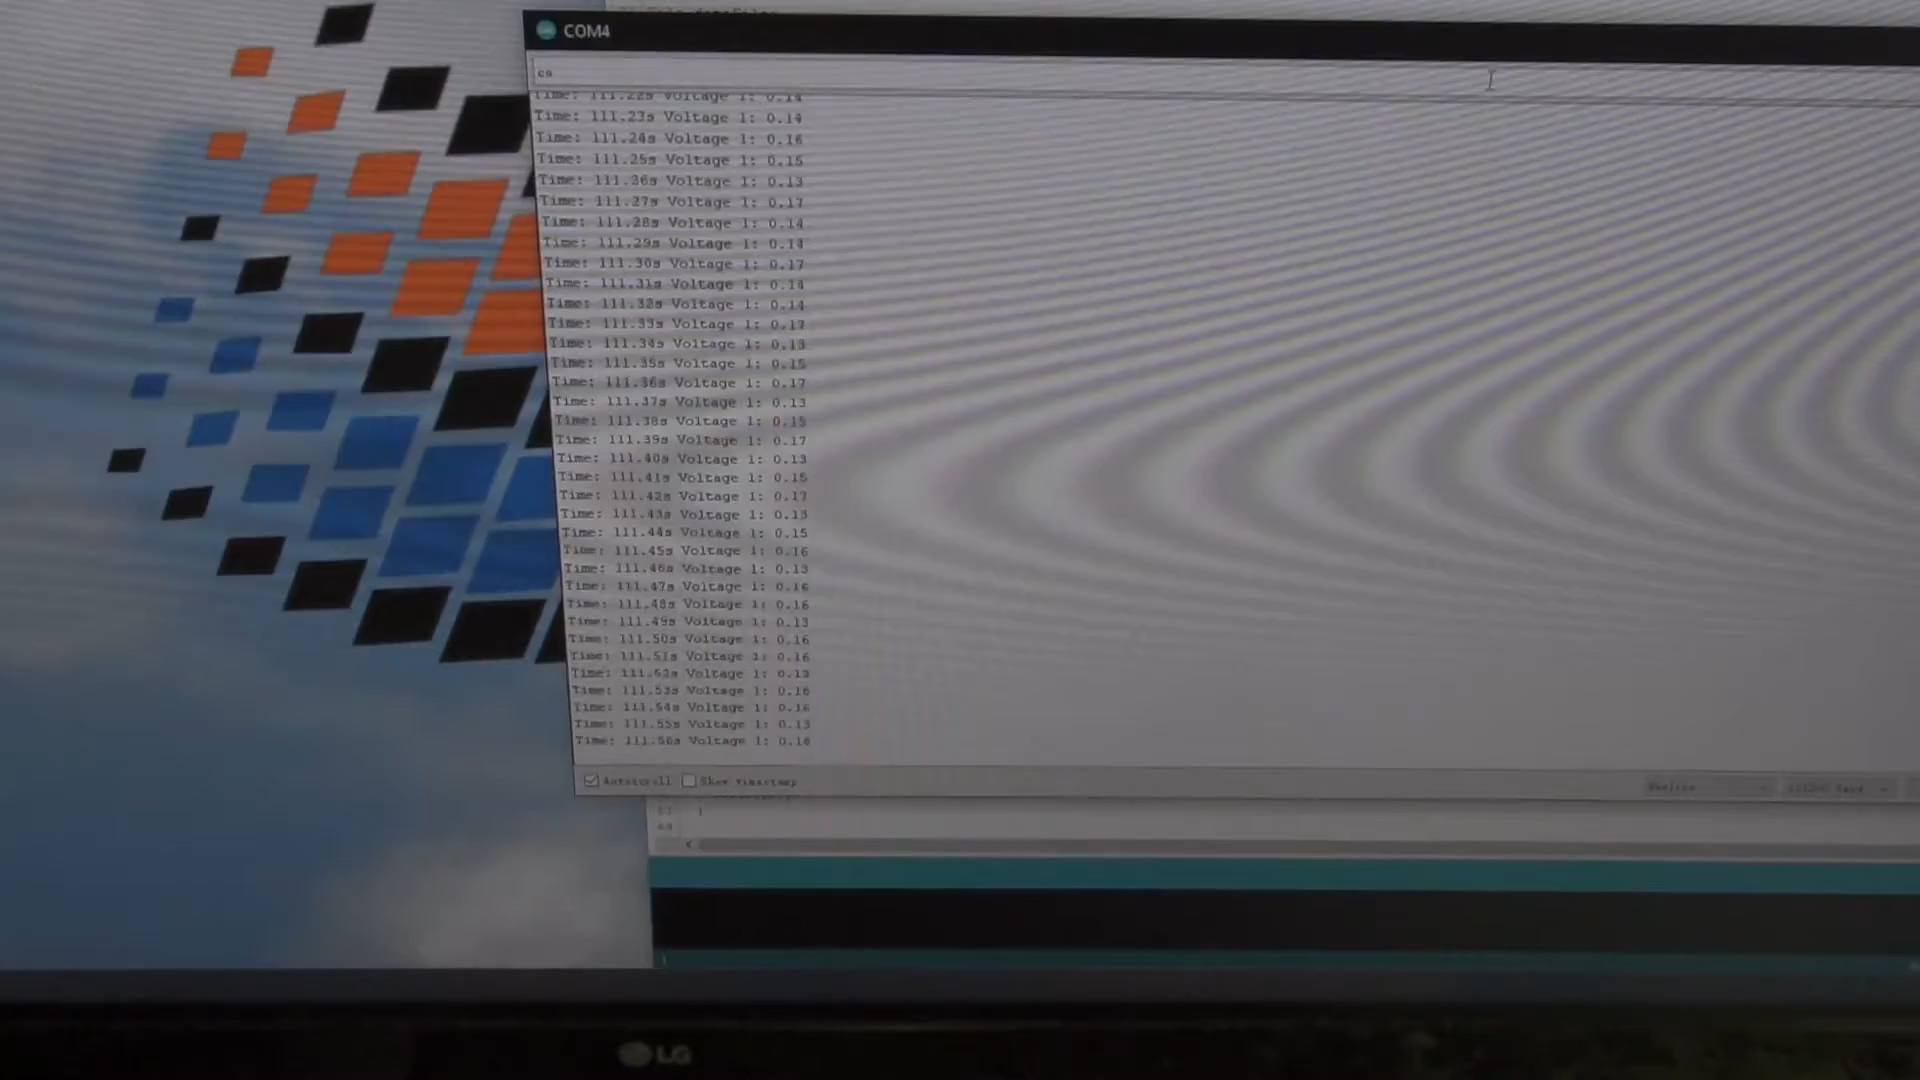 COM4
cs
Time: 111.22s Voltage 1: 0.14
Time: 111.23s Voltage 1: 0.14
Time: 111.24s Voltage 1: 0.16
Time: 111.25s Voltage 1: 0.15
Time: 111.26s Voltage 1: 0.13
Time: 111.27s Voltage 1: 0.17
Time: 111.28s Voltage 1: 0.14
Time: 111.29s Voltage 1: 0.14
Time: 111.30s Voltage 1: 0.17
Time: 111.31s Voltage 1: 0.14
Time: 111.32s Voltage 1: 0.14
Time: 111.33s Voltage 1: 0.17
Time: 111.34s Voltage 1: 0.13
Time: 111.35s Voltage 1: 0.15
Time: 111.36s Voltage 1: 0.17
Time: 111.37s Voltage 1: 0.13
Time: 111.38s Voltage 1: 0.15
Time: 111.39s Voltage 1: 0.17
Time: 111.40s Voltage 1: 0.13
Time: 111.41s Voltage 1: 0.15
Time: 111.42s Voltage 1: 0.17
Time: 111.43s Voltage 1: 0.13
Time: 111.44s Voltage 1: 0.15
Time: 111.45s Voltage 1: 0.16
Time: 111.46s Voltage 1: 0.13
Time: 111.47s Voltage 1: 0.16
Time: 111.48s Voltage 1: 0.16
Time: 111.49s Voltage 1: 0.13
Time: 111.50s Voltage 1: 0.16
Time: 111.51s Voltage 1: 0.16
Time: 111.52s Voltage 1: 0.13
Time: 111.53s Voltage 1: 0.16
Time: 111.54s Voltage 1: 0.16
Time: 111.55s Voltage 1: 0.13
Time: 111.56s Voltage 1: 0.16
Autoscroll Show timestamp
LG